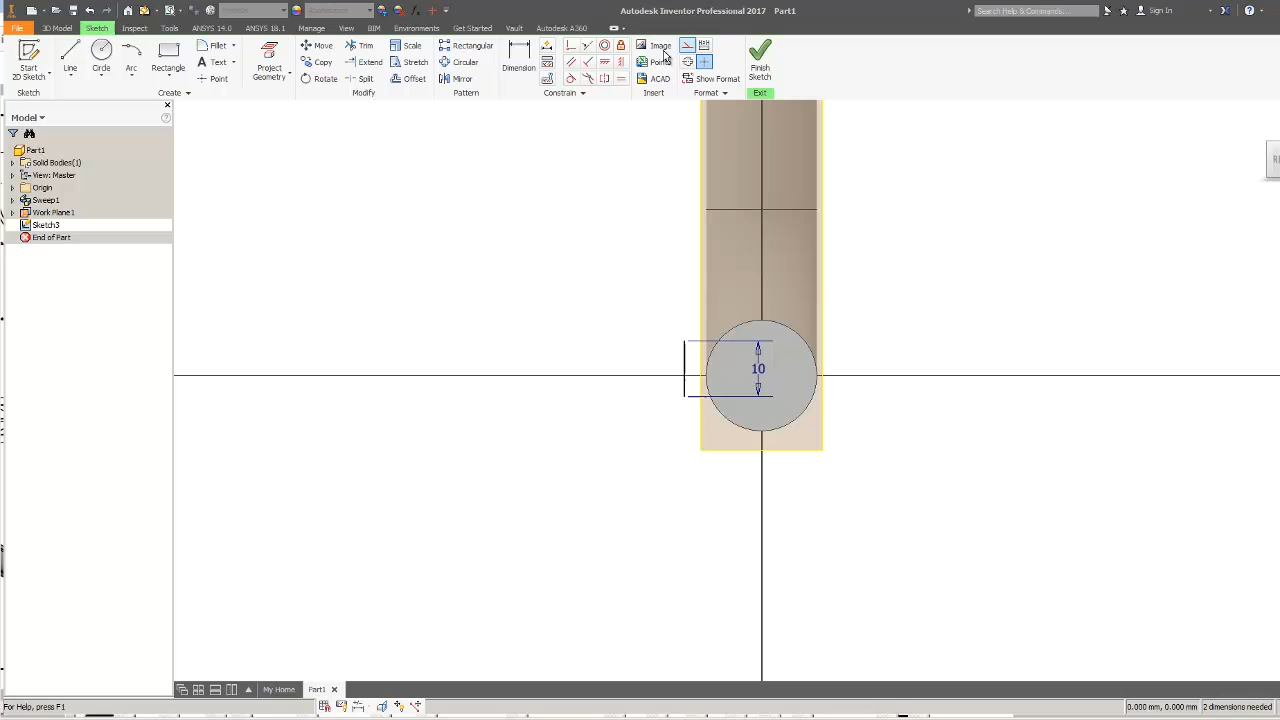 Autodesk Inventor Professional 2017 Part1
Search Help & Commands...
Sign In
File 3D Model Sketch Inspect Tools ANSYS 14.0 ANSYS 18.1 Manage View BIM Environments Get Started Vault Autodesk A360
Start
2D Sketch
Line
Circle
Arc
Rectangle
Fillet
Text
Point
Project
Geometry
Move
Copy
Rotate
Trim
Extend
Split
Scale
Stretch
Offset
Rectangular
Circular
Mirror
Dimension
Image
ACAD
Show Format
Finish
Sketch
Sketch Create Modify Pattern Constrain Insert Format Exit
Model
Part1
Solid Bodies(1)
View: Master
Origin
Sweep1
Work Plane1
Sketch3
End of Part
10
My Home Part1
For Help, press F1
0.000 mm, 0.000 mm 2 dimensions needed